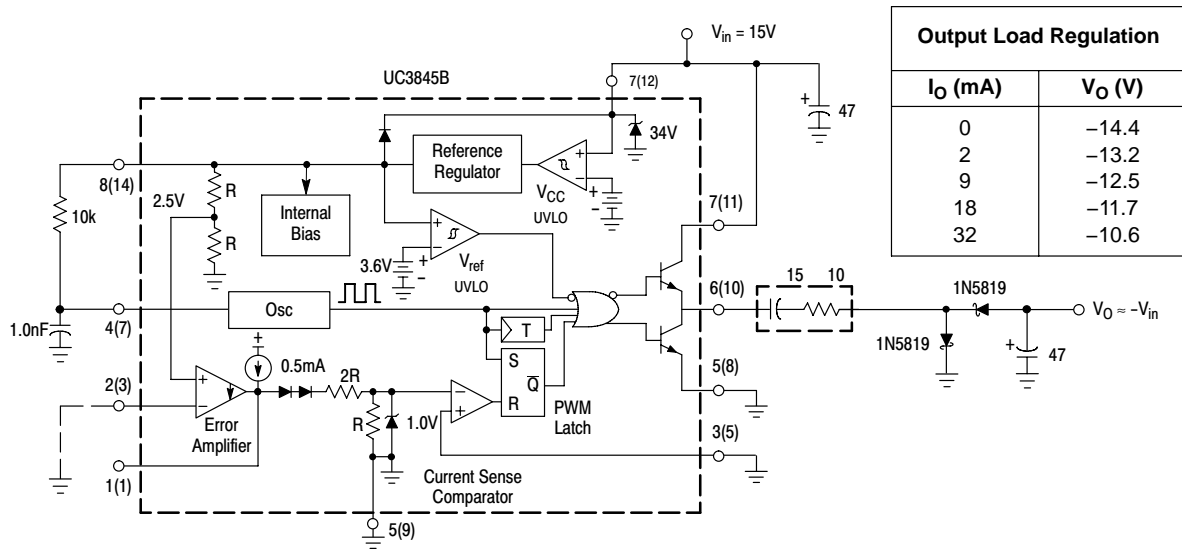 V_in = 15V
Output Load Regulation
I_O (mA) V_O (V)
0 –14.4
2 –13.2
9 –12.5
18 –11.7
32 –10.6
UC3845B
7(12)
+ 47
34V
8(14)
Reference
Regulator
+
–
V_CC
UVLO
+
–
2.5V
R
10k
Internal
Bias
R
7(11)
+
–
3.6V
+
–
V_ref
UVLO
15 10
6(10)
1N5819
V_O ≈ –V_in
4(7)
Osc
1.0nF
T
1N5819
+ 47
+
0.5mA
S
Q̅
R
5(8)
2(3)
+
–
2R
–
+
PWM
Latch
Error
Amplifier
R
1.0V
3(5)
1(1)
Current Sense
Comparator
5(9)